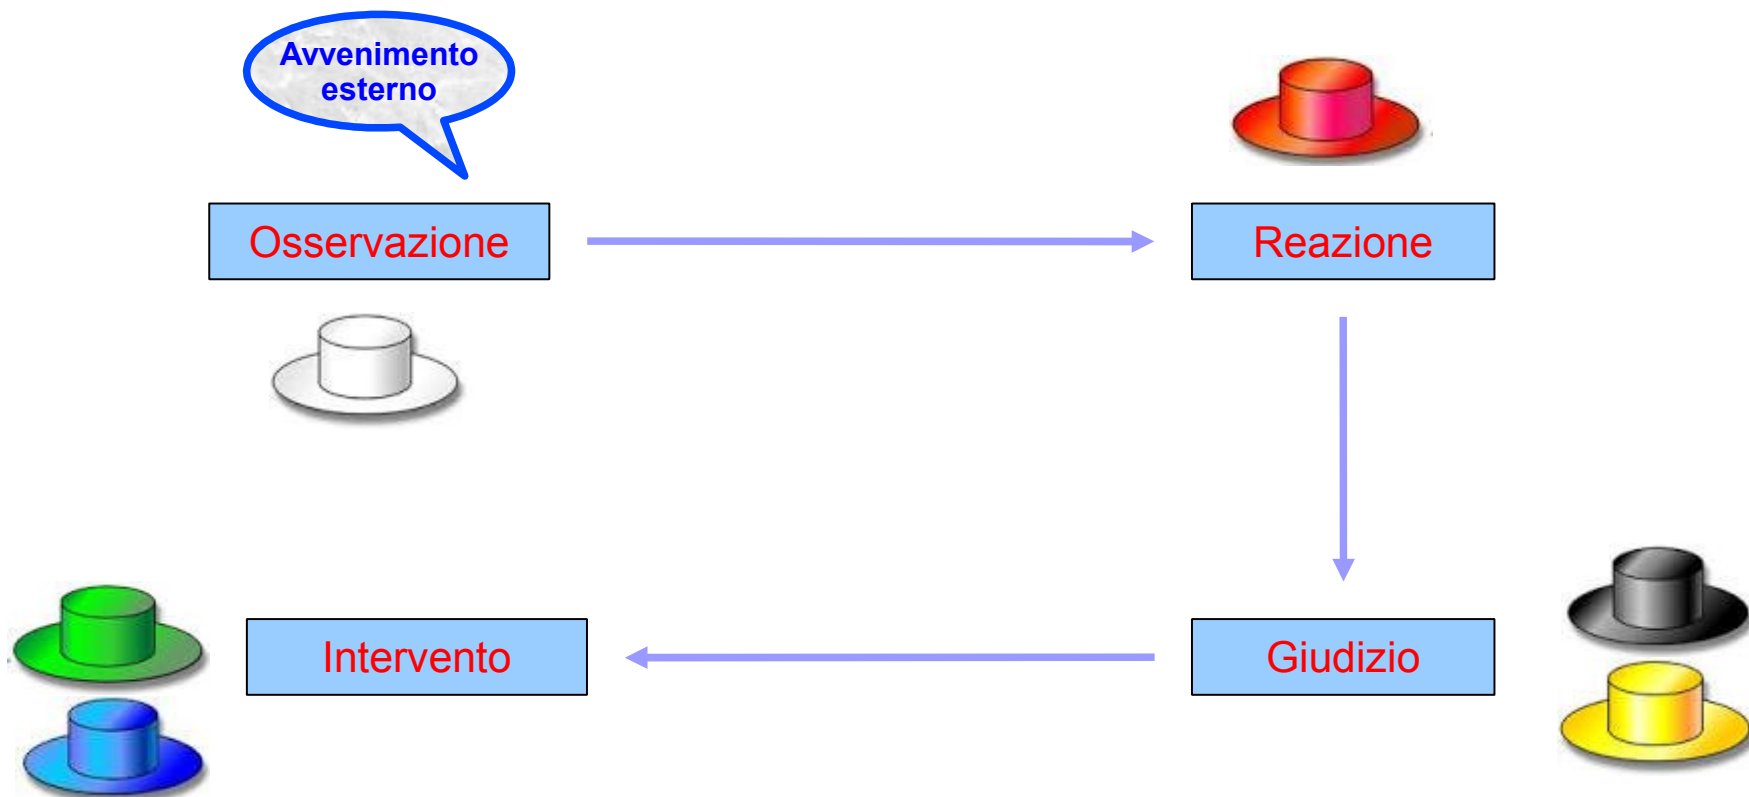 Avvenimento
esterno
Osservazione
Reazione
Intervento
Giudizio